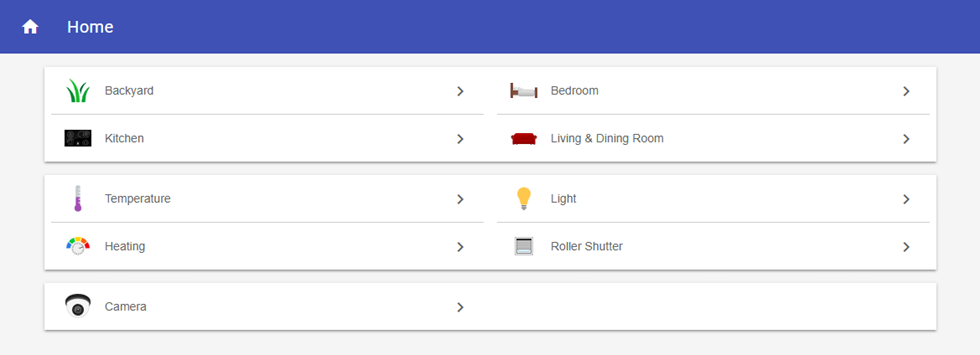 Home
Backyard
Bedroom
Kitchen
Living & Dining Room
Temperature
Light
Heating
Roller Shutter
Camera